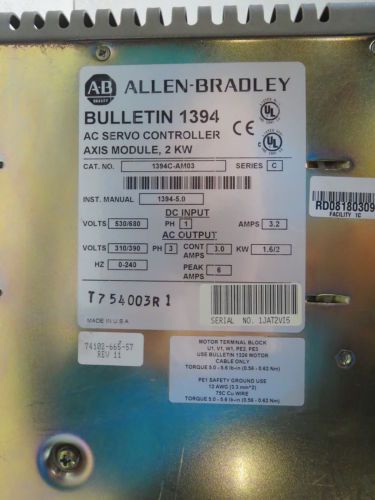 A·B
ALLEN-BRADLEY
BULLETIN 1394
AC SERVO CONTROLLER
AXIS MODULE, 2 KW
CAT. NO. 1394C-AM03 SERIES C
INST. MANUAL 1394-5.0
DC INPUT
VOLTS 530/680 PH 1 AMPS 3.2
AC OUTPUT
VOLTS 310/390 PH 3 CONT AMPS 3.0 KW 1.6/2
HZ 0-240 PEAK AMPS 6
T754003R1
MADE IN U.S.A.
SERIAL NO. 1JAT2V15
RD08180309
FACILITY 1C
74102-665-57
REV 11
MOTOR TERMINAL BLOCK
U1, V1, W1, PE2, PE3
USE BULLETIN 1326 MOTOR
CABLE ONLY
TORQUE 5.0 - 5.6 lb-in (0.56 - 0.63 Nm)
PE1 SAFETY GROUND USE
12 AWG (3.3 mm^2)
75C Cu WIRE
TORQUE 5.0 - 5.6 lb-in (0.56 - 0.63 Nm)